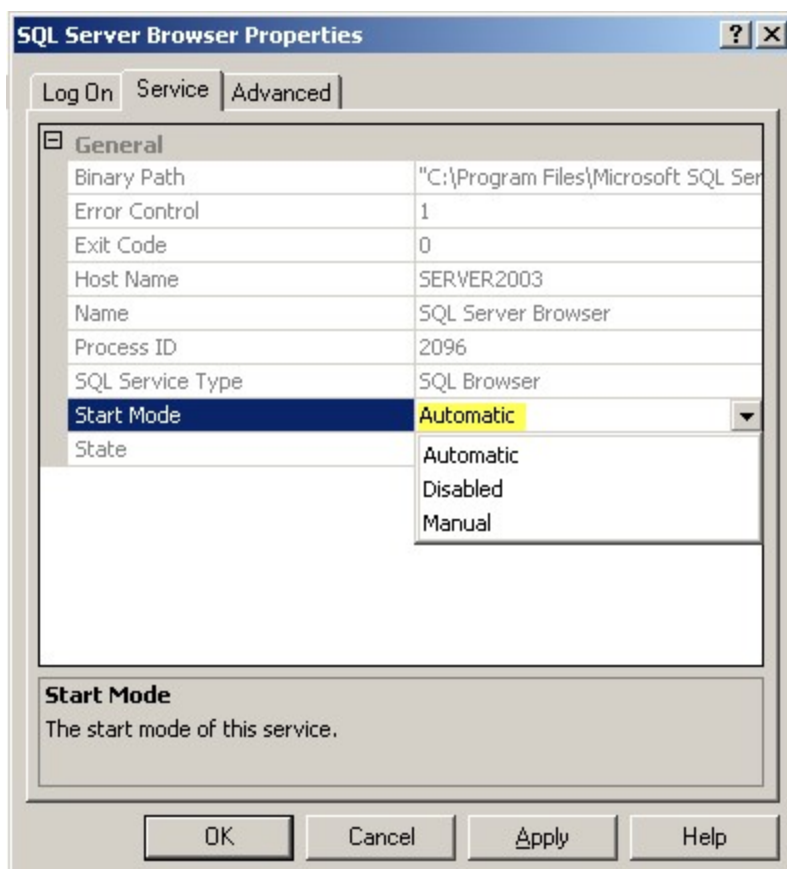 SQL Server Browser Properties
Log On Service Advanced
General
Binary Path "C:\Program Files\Microsoft SQL Ser
Error Control 1
Exit Code 0
Host Name SERVER2003
Name SQL Server Browser
Process ID 2096
SQL Service Type SQL Browser
Start Mode Automatic
State
Automatic
Disabled
Manual
Start Mode
The start mode of this service.
OK Cancel Apply Help